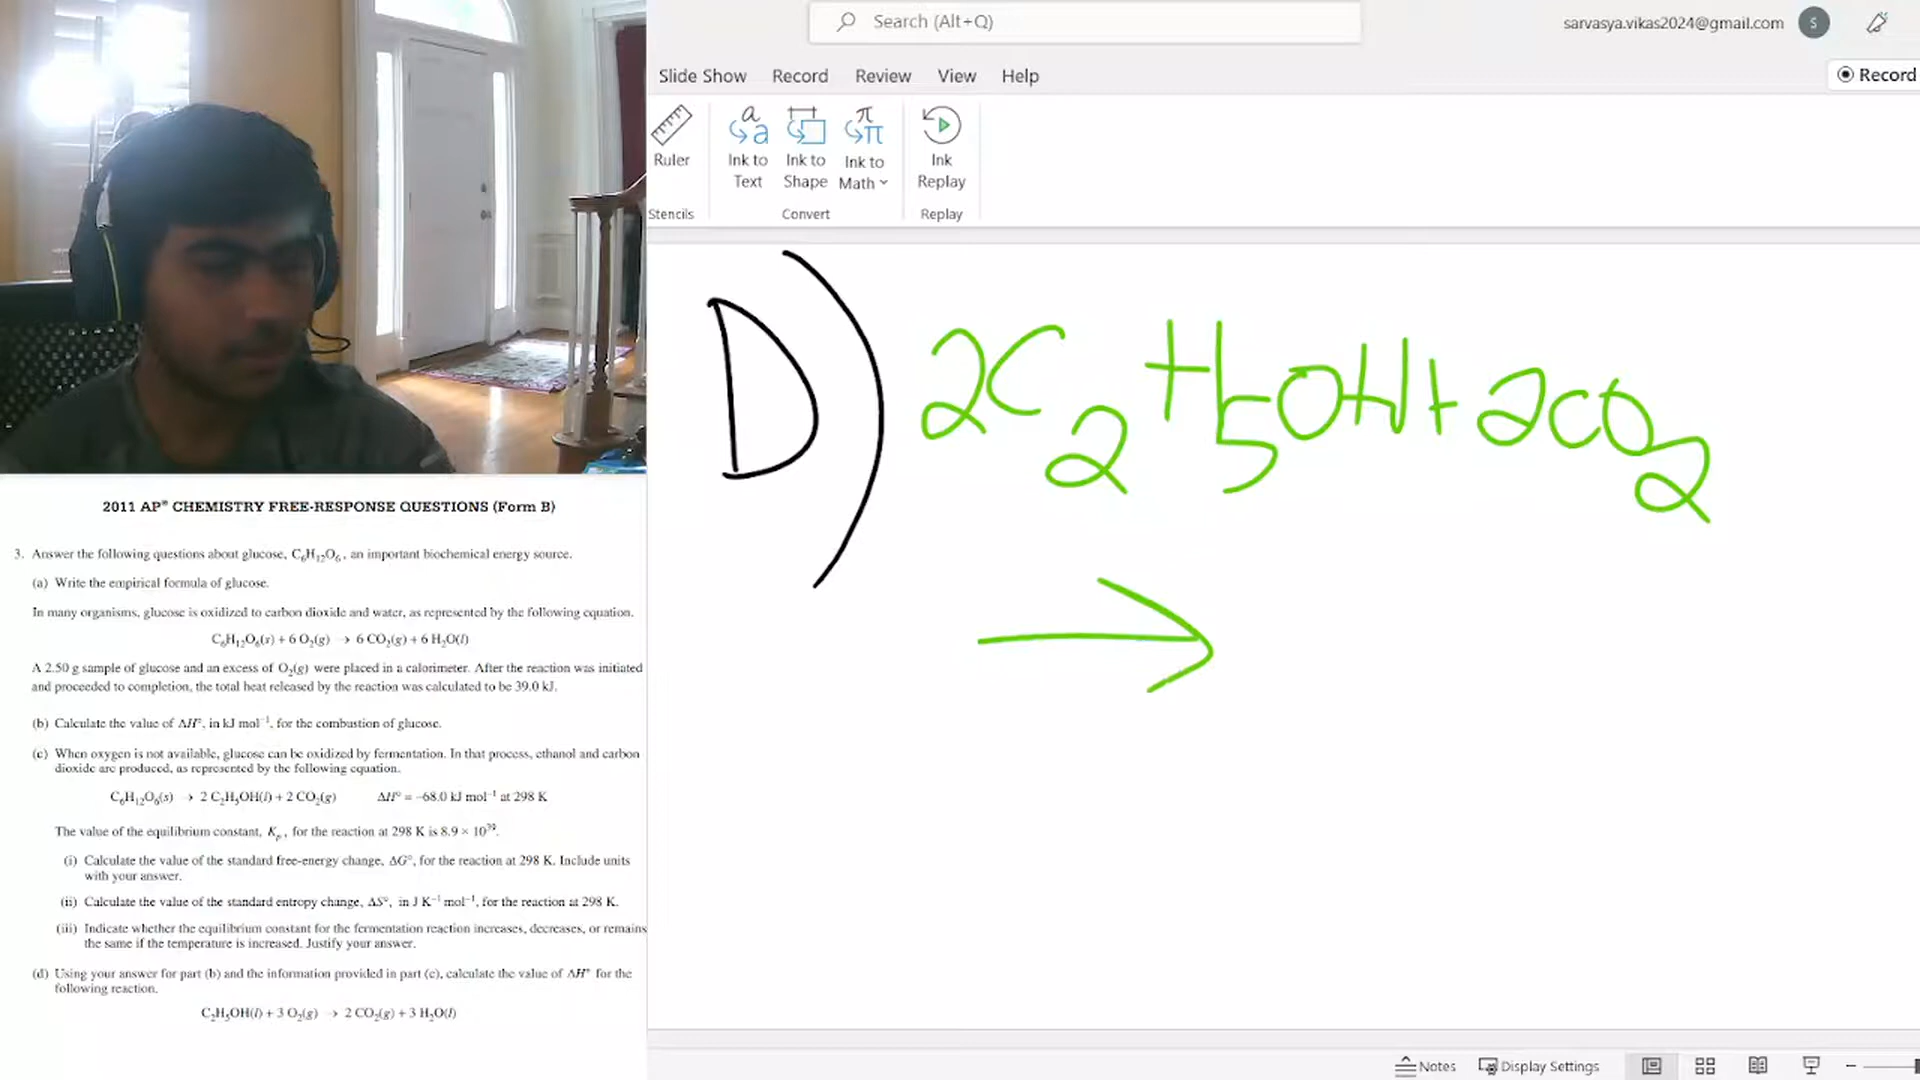 Search (Alt+Q)
sarvasya.vikas2024@gmail.com S
Slide Show Record Review View Help
Record
Ruler
Ink to Text
Ink to Shape
Ink to Math
Ink Replay
Stencils Convert Replay
D) 2C₂H₅OH + 2CO₂
→
2011 AP® CHEMISTRY FREE-RESPONSE QUESTIONS (Form B)
3. Answer the following questions about glucose, C₆H₁₂O₆, an important biochemical energy source.
(a) Write the empirical formula of glucose.
In many organisms, glucose is oxidized to carbon dioxide and water, as represented by the following equation.
C₆H₁₂O₆(s) + 6 O₂(g) → 6 CO₂(g) + 6 H₂O(l)
A 2.50 g sample of glucose and an excess of O₂(g) were placed in a calorimeter. After the reaction was initiated
and proceeded to completion, the total heat released by the reaction was calculated to be 39.0 kJ.
(b) Calculate the value of ΔH°, in kJ mol⁻¹, for the combustion of glucose.
(c) When oxygen is not available, glucose can be oxidized by fermentation. In that process, ethanol and carbon
dioxide are produced, as represented by the following equation.
C₆H₁₂O₆(s) → 2 C₂H₅OH(l) + 2 CO₂(g) ΔH° = −68.0 kJ mol⁻¹ at 298 K
The value of the equilibrium constant, Kₚ, for the reaction at 298 K is 8.9 × 10³⁹.
(i) Calculate the value of the standard free-energy change, ΔG°, for the reaction at 298 K. Include units
with your answer.
(ii) Calculate the value of the standard entropy change, ΔS°, in J K⁻¹ mol⁻¹, for the reaction at 298 K.
(iii) Indicate whether the equilibrium constant for the fermentation reaction increases, decreases, or remains
the same if the temperature is increased. Justify your answer.
(d) Using your answer for part (b) and the information provided in part (c), calculate the value of ΔH° for the
following reaction.
C₂H₅OH(l) + 3 O₂(g) → 2 CO₂(g) + 3 H₂O(l)
Notes Display Settings